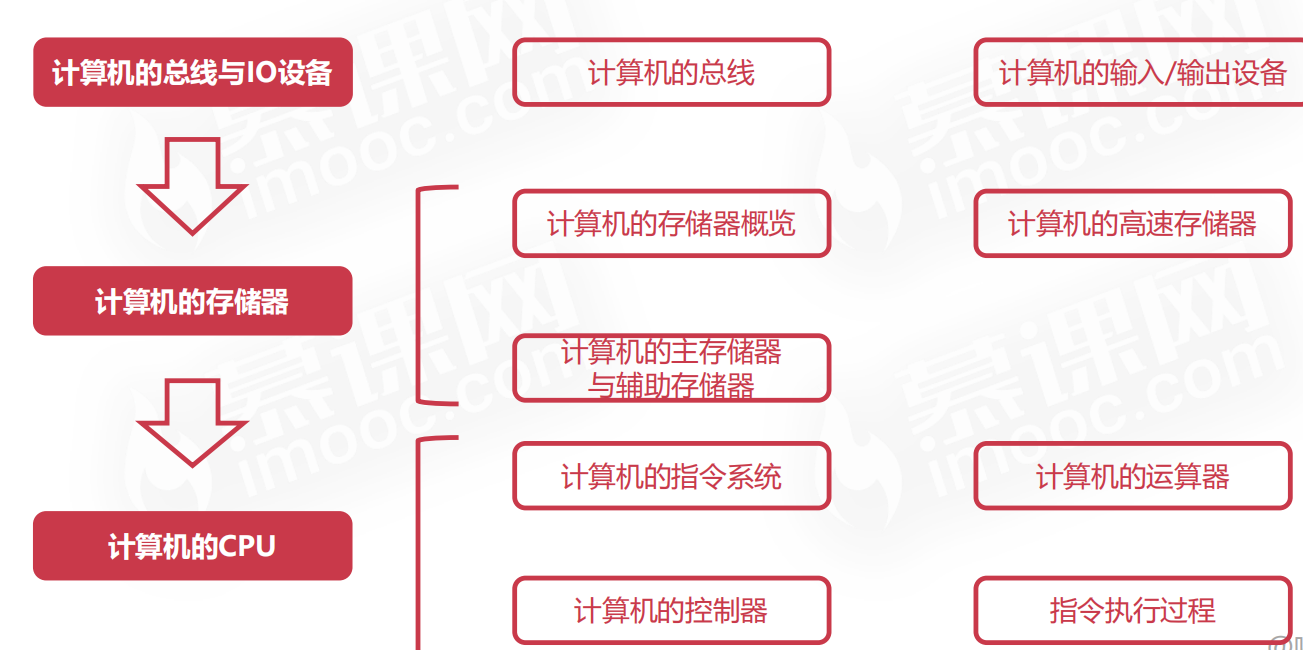 计算机的总线与IO设备
计算机的总线
计算机的输入/输出设备
计算机的存储器概览
计算机的高速存储器
计算机的存储器
计算机的主存储器
与辅助存储器
计算机的指令系统
计算机的运算器
计算机的CPU
计算机的控制器
指令执行过程
慕课网
imooc.com
慕课网
imooc.com
慕课网
imooc.com
慕课网
imooc.com